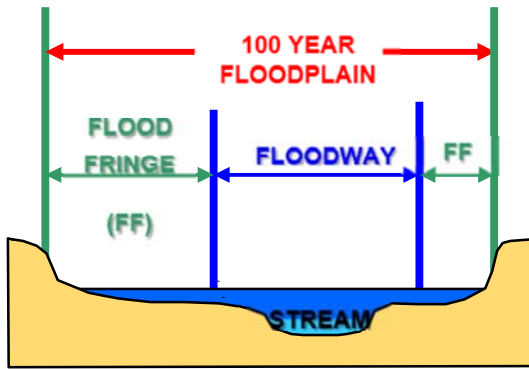 100 YEAR
FLOODPLAIN
FLOOD
FRINGE
(FF)
FLOODWAY
FF
STREAM